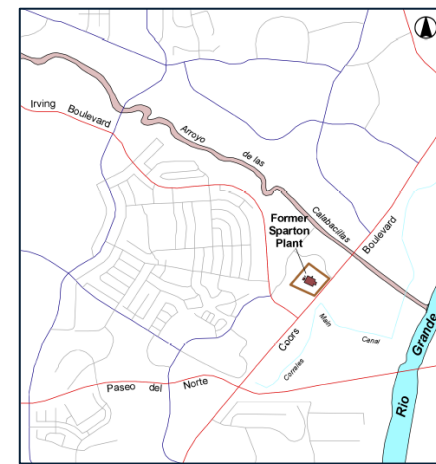 Irving Boulevard
Arroyo de las Calabacillas
Former
Sparton
Plant
Coors Boulevard
Corrales Main Canal
Paseo del Norte
Rio Grande